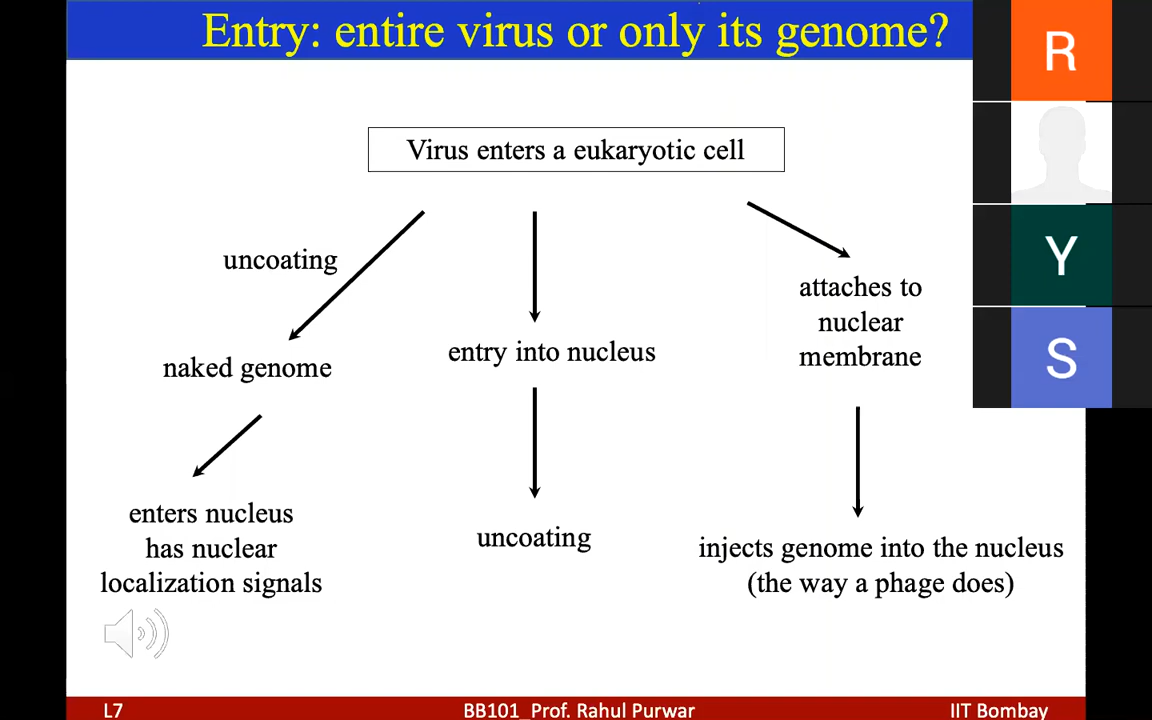 Entry: entire virus or only its genome?
R
Virus enters a eukaryotic cell
uncoating
Y
attaches to
nuclear
membrane
entry into nucleus
naked genome
S
enters nucleus
has nuclear
localization signals
uncoating
injects genome into the nucleus
(the way a phage does)
L7
BB101_Prof. Rahul Purwar
IIT Bombay